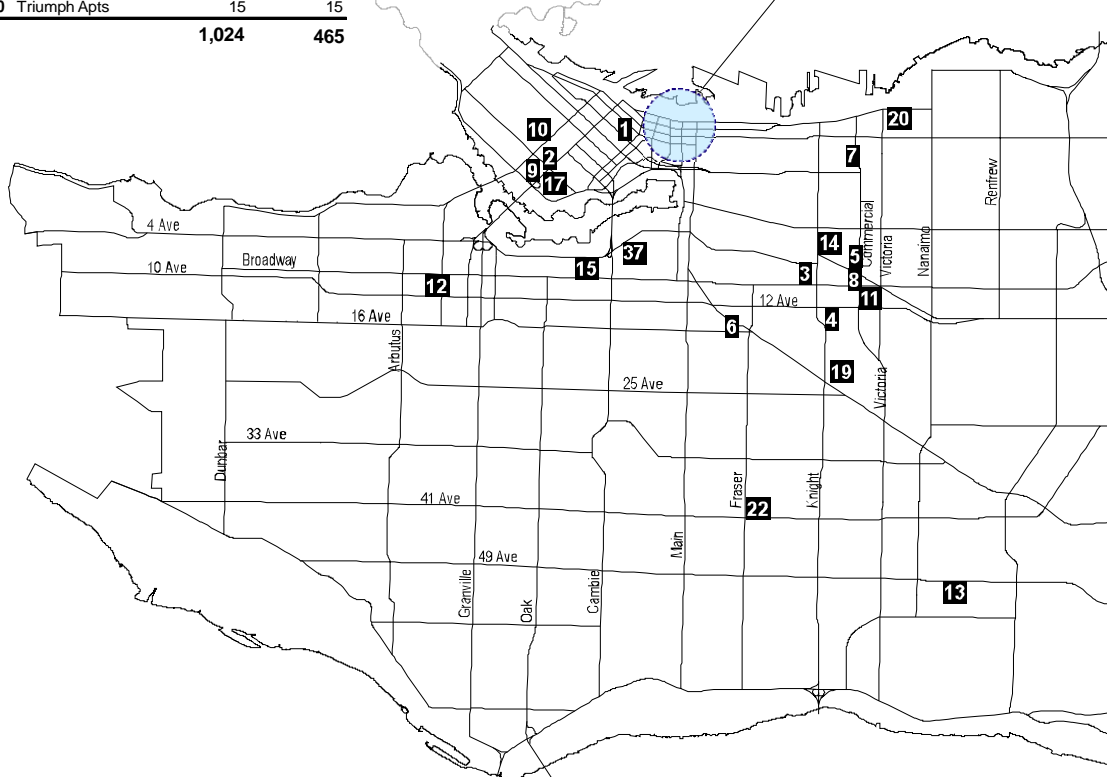 0 Triumph Apts 15 15
1,024 465
20
10
1
2
7
9
17
Renfrew
4 Ave
Commercial
14
37
5
Victoria
Nanaimo
Broadway
10 Ave
15
3
8
12
11
12 Ave
16 Ave
4
6
Arbutus
19
25 Ave
Victoria
33 Ave
Dunbar
41 Ave
Fraser
Knight
22
Main
49 Ave
Granville
Oak
Cambie
13